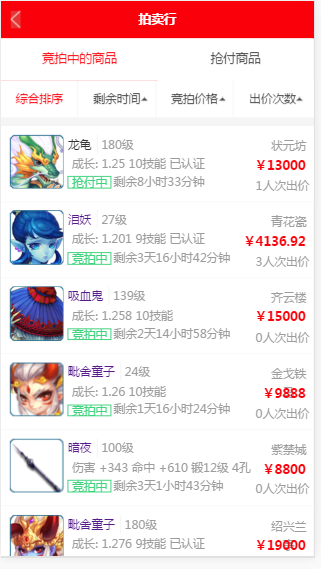 拍卖行
竞拍中的商品 抢付商品
综合排序 剩余时间 竞拍价格 出价次数
龙龟 180级 状元坊
成长: 1.25 10技能 已认证 ￥13000
抢付中 剩余8小时33分钟 1人次出价
泪妖 27级 青花瓷
成长: 1.201 9技能 已认证 ￥4136.92
竞拍中 剩余3天16小时42分钟 3人次出价
吸血鬼 139级 齐云楼
成长: 1.258 10技能 ￥15000
竞拍中 剩余2天14小时58分钟 0人次出价
毗舍童子 24级 金戈铁
成长: 1.26 10技能 ￥9888
竞拍中 剩余1天16小时24分钟 0人次出价
暗夜 100级 紫禁城
伤害 +343 命中 +610 锻12级 4孔 ￥8800
竞拍中 剩余3天1小时43分钟 0人次出价
毗舍童子 180级 绍兴兰
成长: 1.276 9技能 已认证 ￥19000